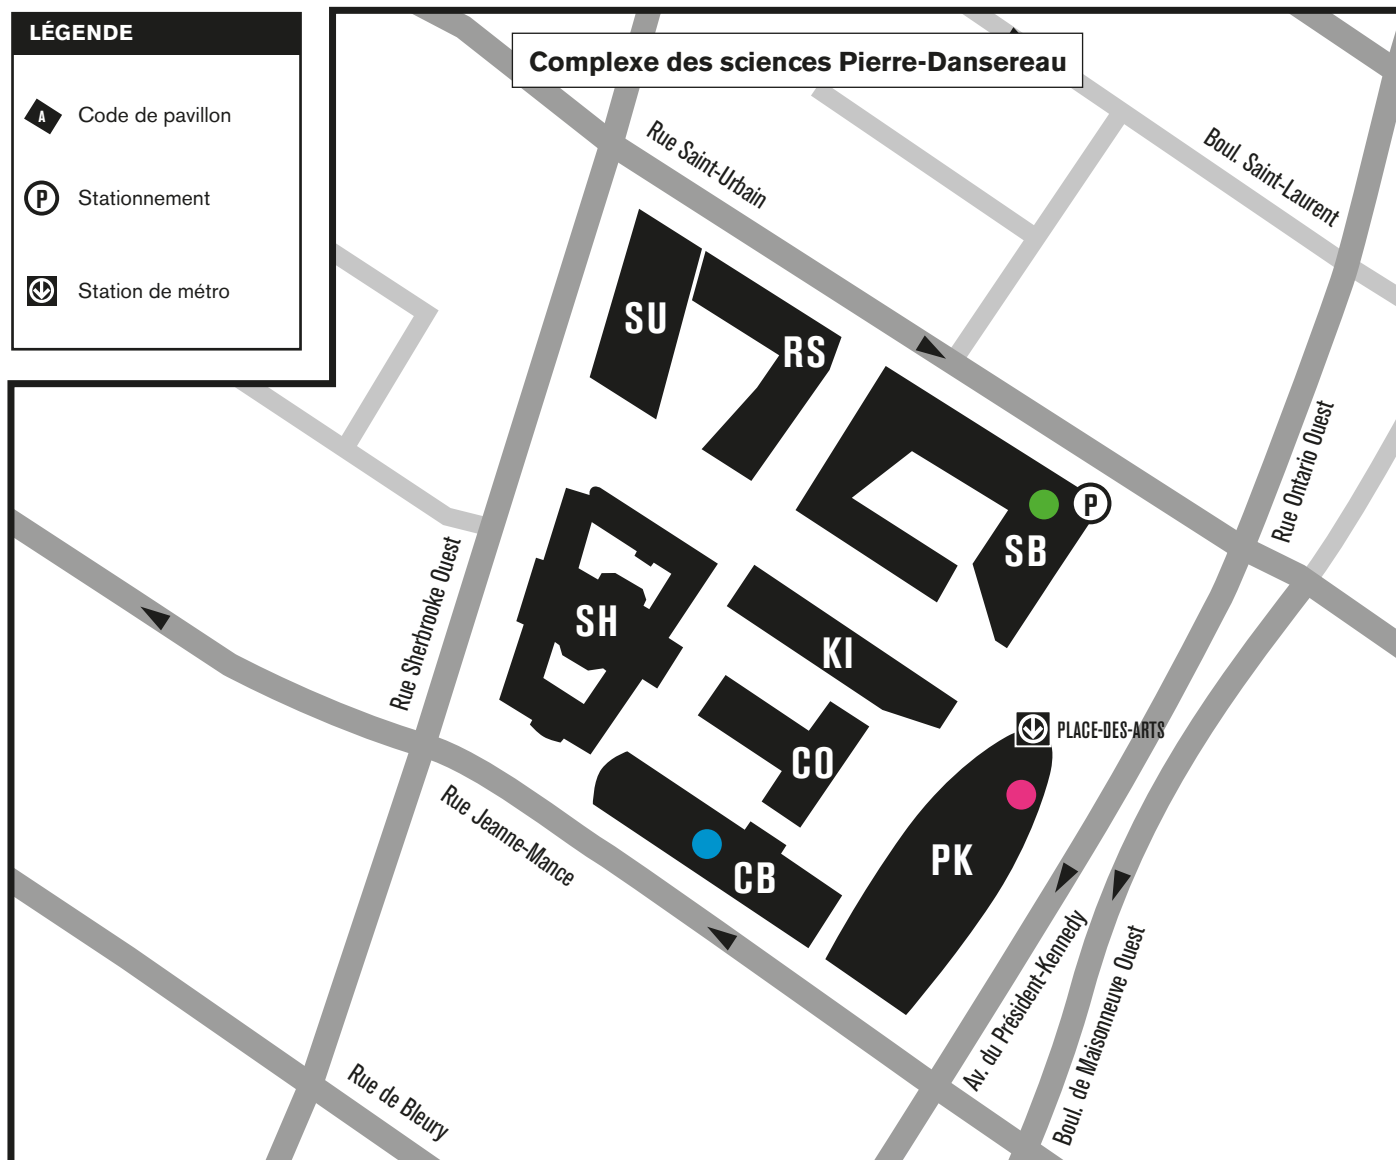 LÉGENDE
A
Code de pavillon
P
Stationnement
Station de métro
Complexe des sciences Pierre-Dansereau
Rue Saint-Urbain
Boul. Saint-Laurent
SU
RS
Rue Ontario Ouest
P
SB
Rue Sherbrooke Ouest
SH
KI
PLACE-DES-ARTS
CO
Rue Jeanne-Mance
CB
PK
Av. du Président-Kennedy
Boul. de Maisonneuve Ouest
Rue de Bleury